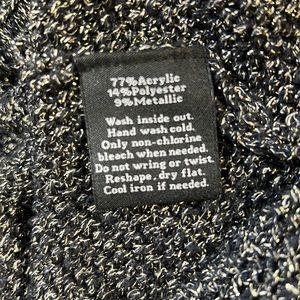 77%Acrylic
14%Polyester
9%Metallic
Wash inside out.
Hand wash cold.
Only non-chlorine
bleach when needed.
Do not wring or twist.
Reshape, dry flat.
Cool iron if needed.